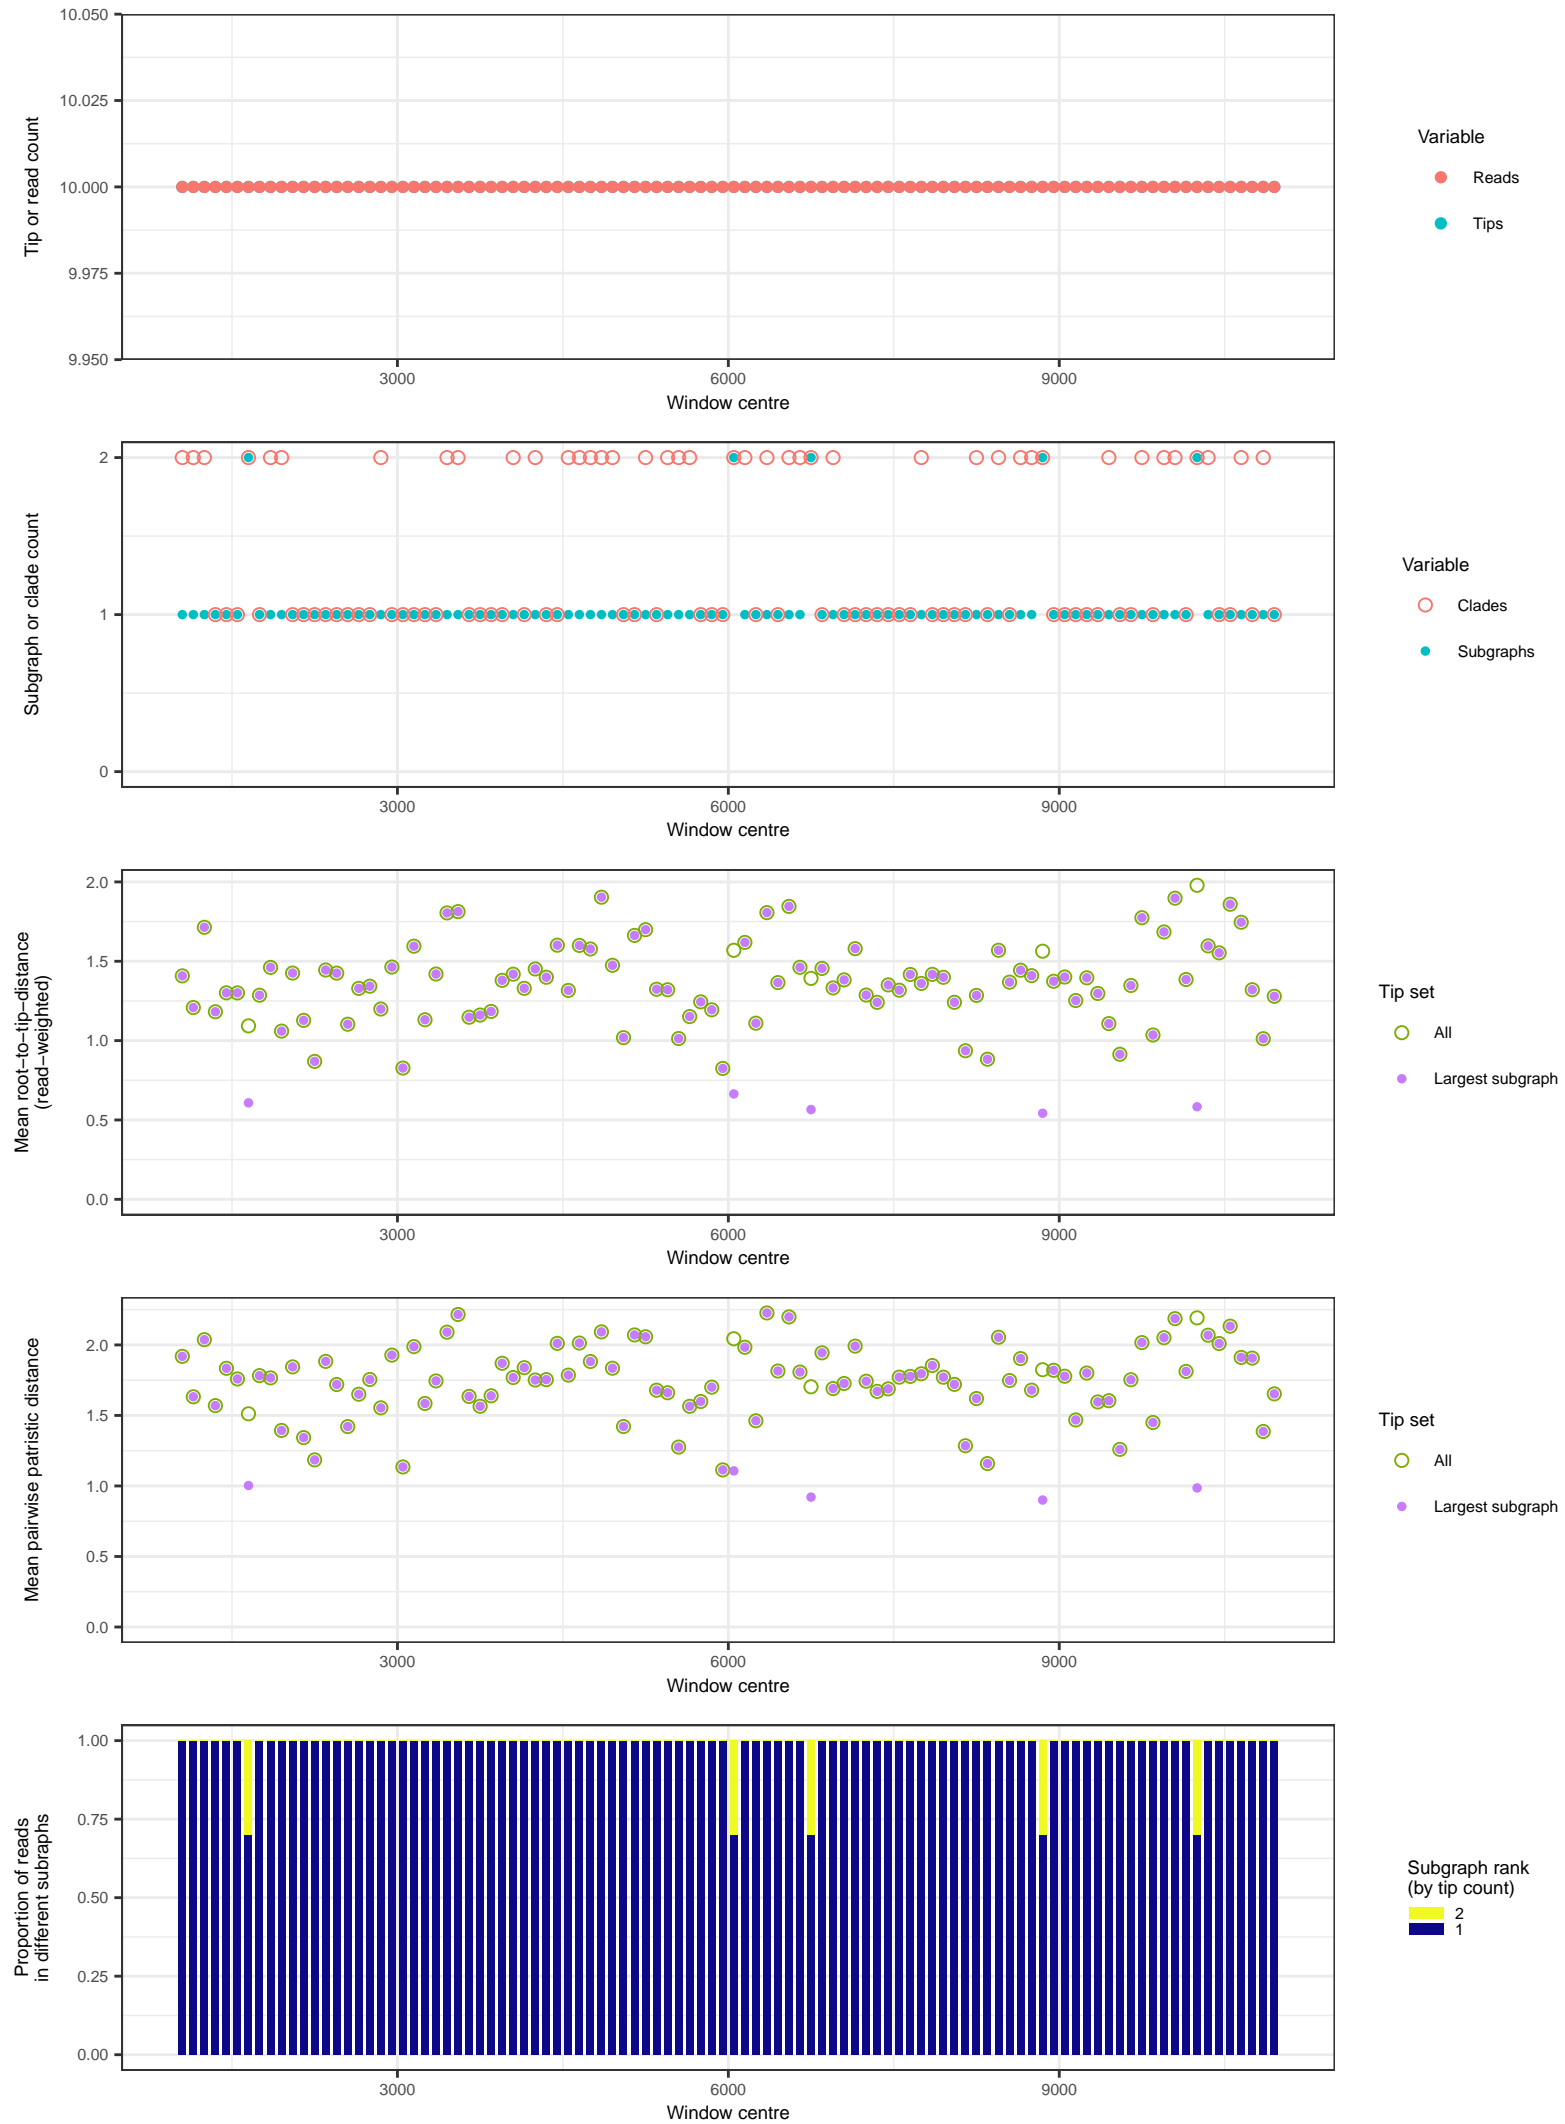 10.050
10.025
10.000
9.975
9.950
Tip or read count
3000
6000
9000
Window centre
Variable
Reads
Tips
2
1
0
Subgraph or clade count
3000
6000
9000
Window centre
Variable
Clades
Subgraphs
2.0
1.5
1.0
0.5
0.0
Mean root−to−tip−distance
(read−weighted)
3000
6000
9000
Window centre
Tip set
All
Largest subgraph
2.0
1.5
1.0
0.5
0.0
Mean pairwise patristic distance
3000
6000
9000
Window centre
Tip set
All
Largest subgraph
1.00
0.75
0.50
0.25
0.00
Proportion of reads
in different subraphs
3000
6000
9000
Window centre
Subgraph rank
(by tip count)
2
1